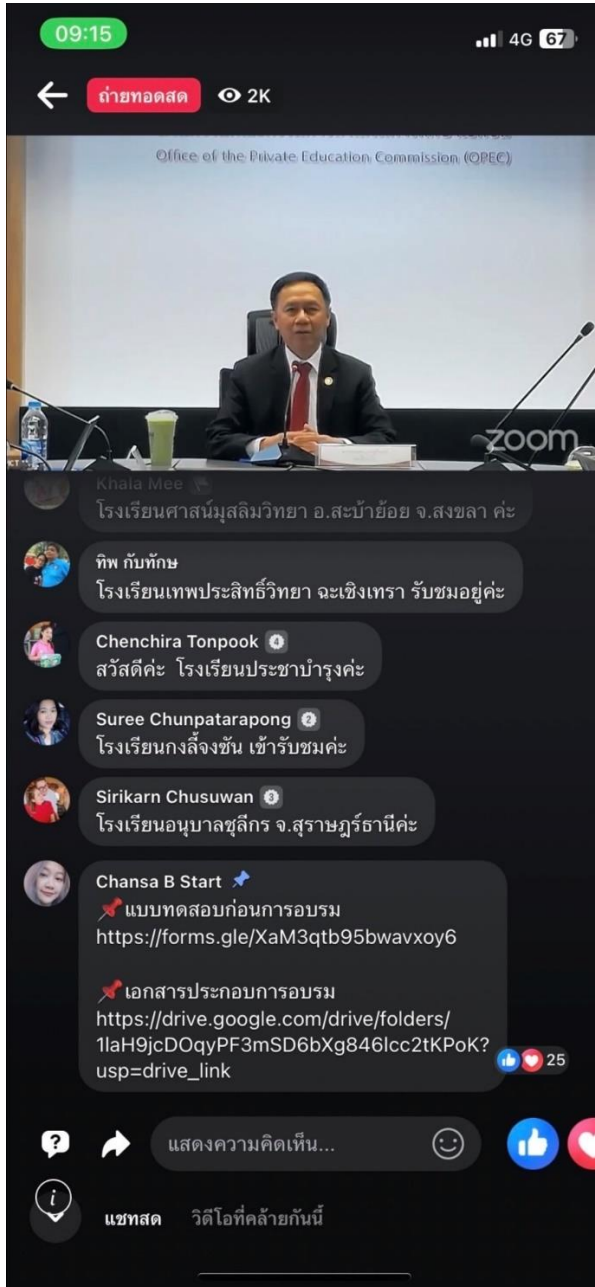 09:15
4G 67
ถ่ายทอดสด 2K
Office of the Private Education Commission (OPEC)
zoom
Khala Mee
โรงเรียนศาสน์มุสลิมวิทยา อ.สะบ้าย้อย จ.สงขลา ค่ะ
ทิพ กับทักษ
โรงเรียนเทพประสิทธิ์วิทยา ฉะเชิงเทรา รับชมอยู่ค่ะ
Chenchira Tonpook 4
สวัสดีค่ะ โรงเรียนประชาบำรุงค่ะ
Suree Chunpatarapong 2
โรงเรียนกงลี้จงซัน เข้ารับชมค่ะ
Sirikarn Chusuwan 3
โรงเรียนอนุบาลชุลีกร จ.สุราษฎร์ธานีค่ะ
Chansa B Start
แบบทดสอบก่อนการอบรม
https://forms.gle/XaM3qtb95bwavxoy6
เอกสารประกอบการอบรม
https://drive.google.com/drive/folders/
1laH9jcDOqyPF3mSD6bXg846lcc2tKPoK?
usp=drive_link
25
แสดงความคิดเห็น...
แชทสด วิดีโอที่คล้ายกันนี้